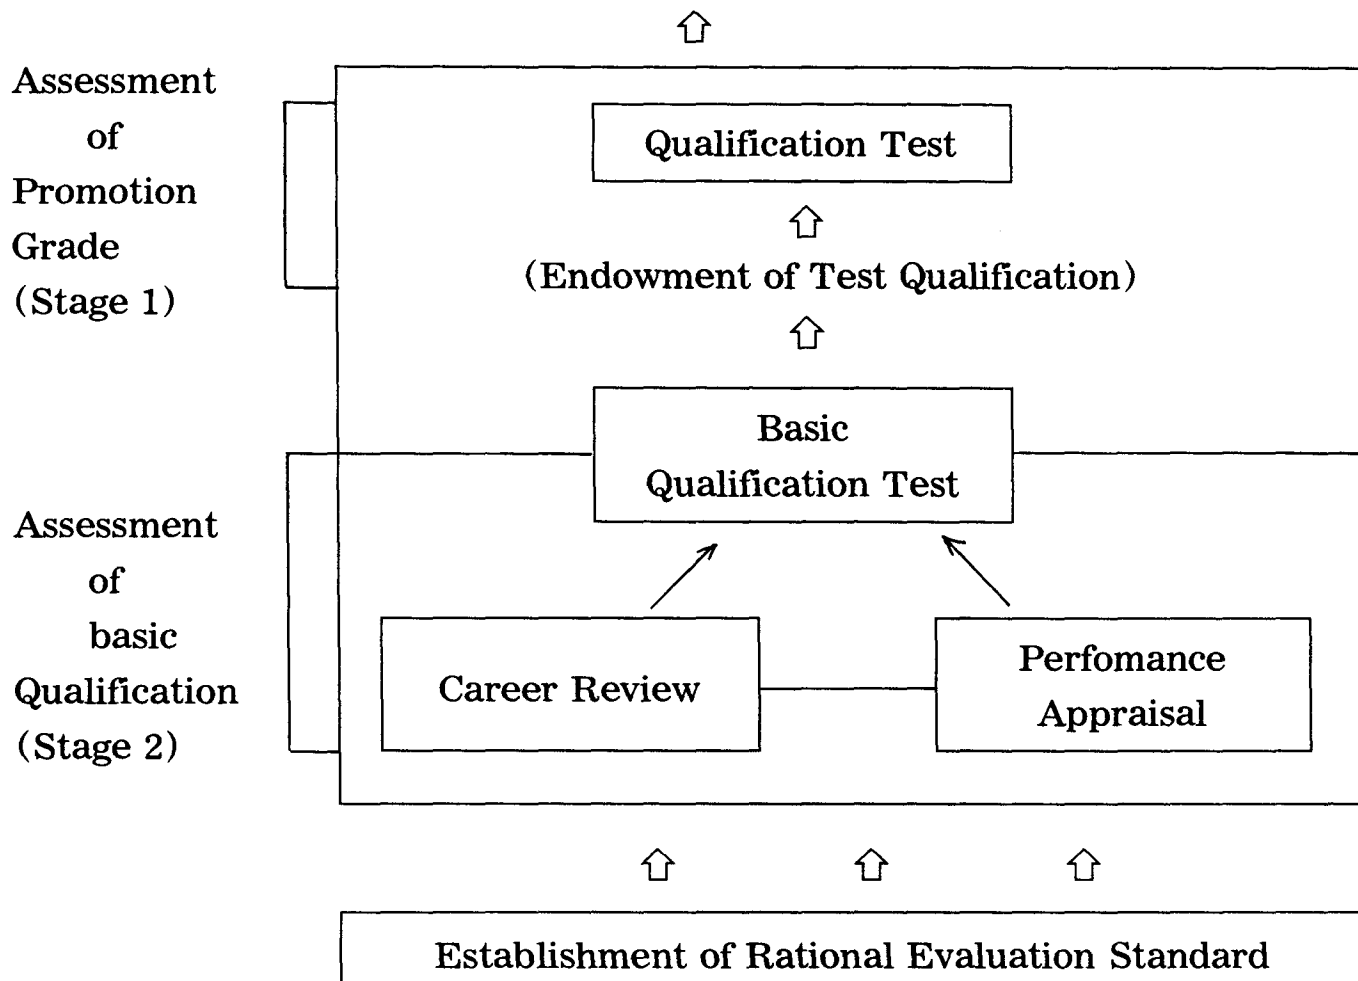 Assessment
of
Promotion
Grade
(Stage 1)
Qualification Test
(Endowment of Test Qualification)
Basic
Qualification Test
Assessment
of
basic
Qualification
(Stage 2)
Career Review
Perfomance
Appraisal
Establishment of Rational Evaluation Standard